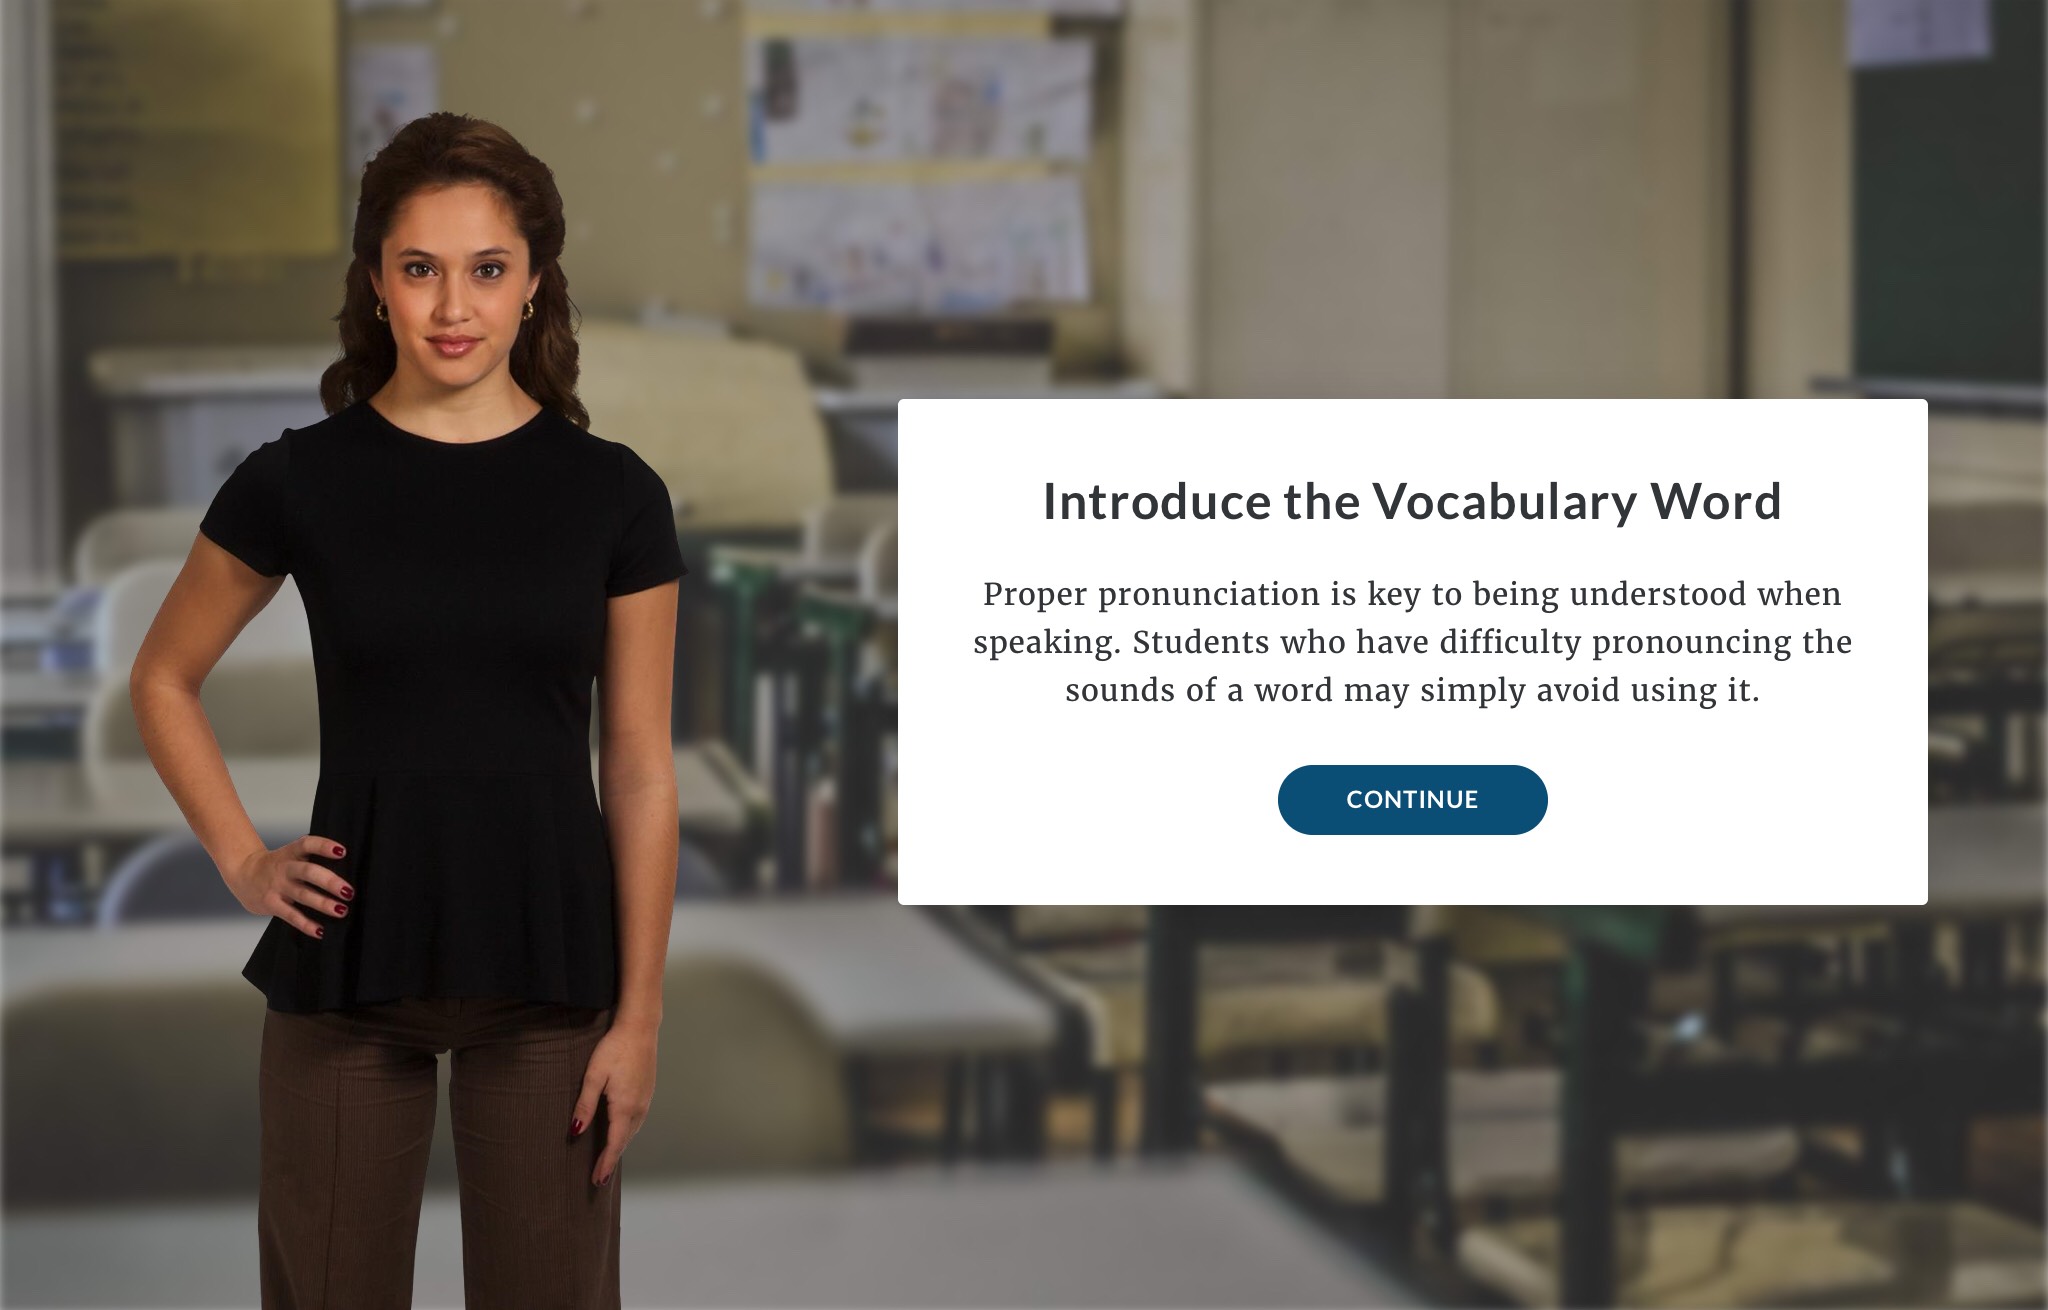 Introduce the Vocabulary Word
Proper pronunciation is key to being understood when
speaking. Students who have difficulty pronouncing the
sounds of a word may simply avoid using it.
CONTINUE